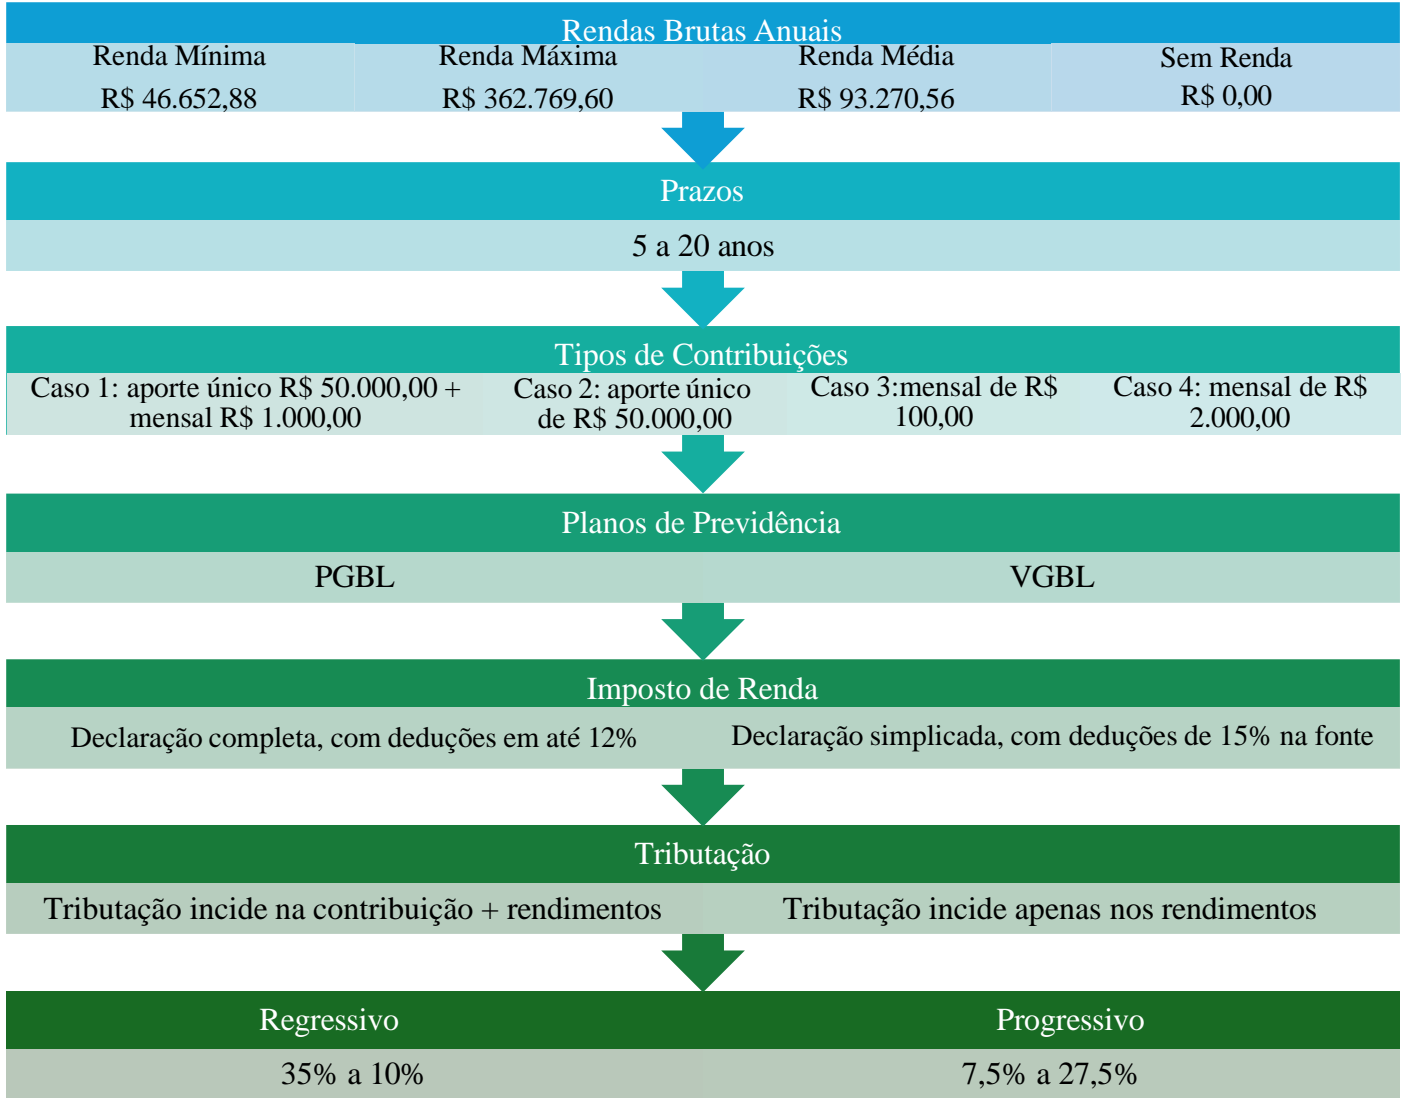 Rendas Brutas Anuais
Renda Mínima
R$ 46.652,88
Renda Máxima
R$ 362.769,60
Renda Média
R$ 93.270,56
Sem Renda
R$ 0,00
Prazos
5 a 20 anos
Tipos de Contribuições
Caso 1: aporte único R$ 50.000,00 +
mensal R$ 1.000,00
Caso 2: aporte único
de R$ 50.000,00
Caso 3:mensal de R$
100,00
Caso 4: mensal de R$
2.000,00
Planos de Previdência
PGBL
VGBL
Imposto de Renda
Declaração completa, com deduções em até 12%
Declaração simplicada, com deduções de 15% na fonte
Tributação
Tributação incide na contribuição + rendimentos
Tributação incide apenas nos rendimentos
Regressivo
Progressivo
35% a 10%
7,5% a 27,5%